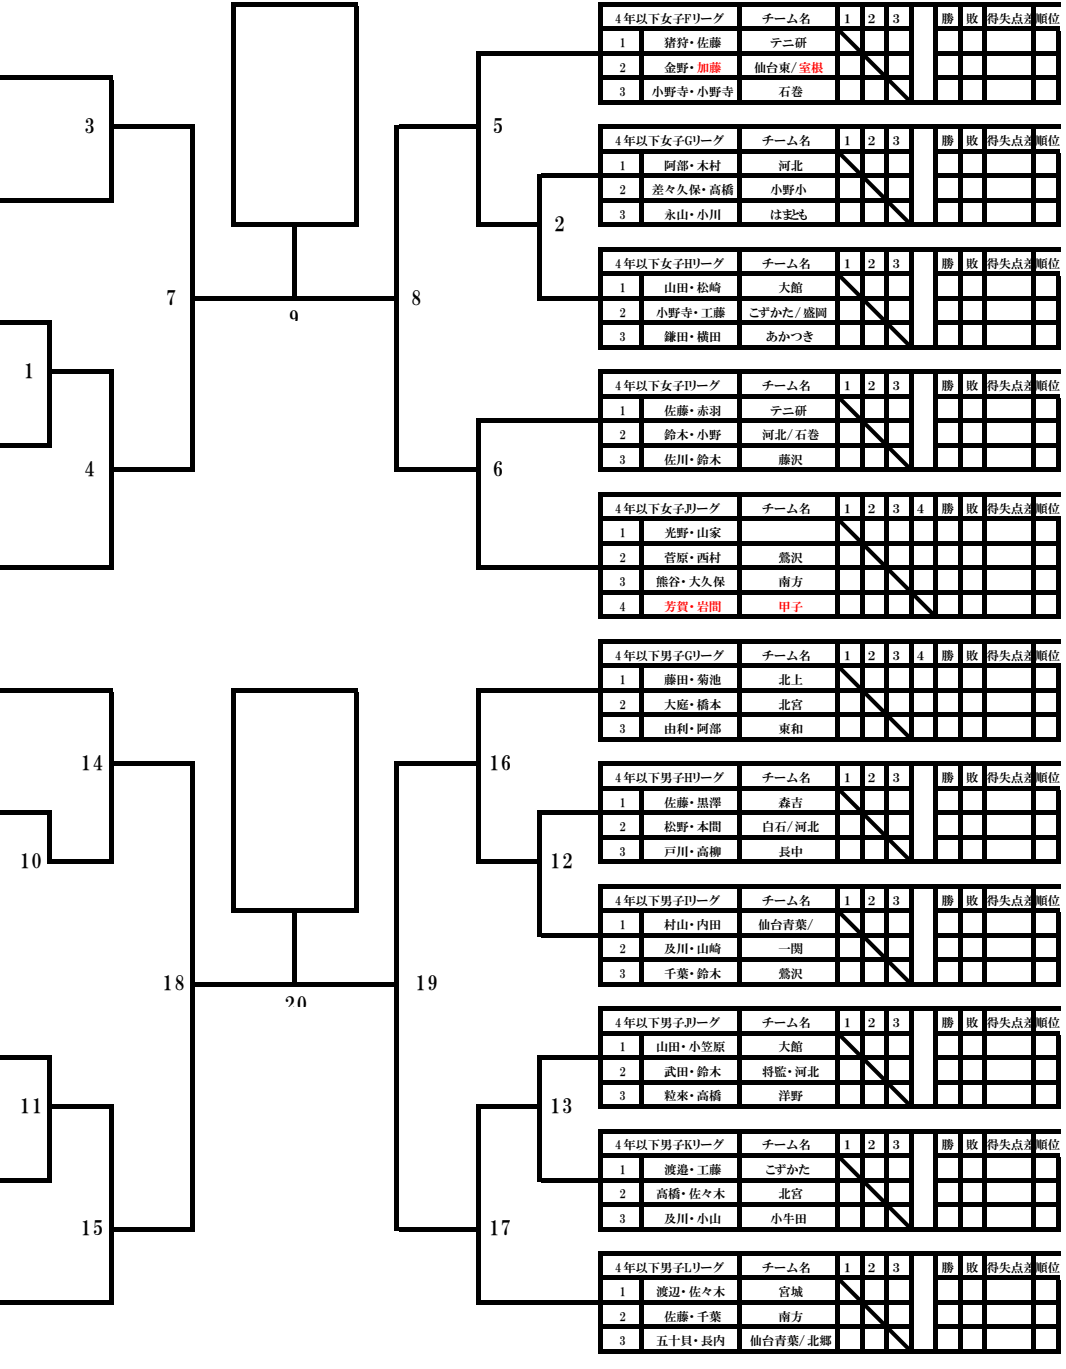 4年以下女子Fリーグ チーム名 1 2 3 勝 敗 得失点差 順位
1 猪狩・佐藤 テニ研
2 金野・加藤 仙台東/室根
3 小野寺・小野寺 石巻
4年以下女子Gリーグ チーム名 1 2 3 勝 敗 得失点差 順位
1 阿部・木村 河北
2 差々久保・高橋 小野小
3 永山・小川 はまとも
4年以下女子Hリーグ チーム名 1 2 3 勝 敗 得失点差 順位
1 山田・松崎 大館
2 小野寺・工藤 こずかた/盛岡
3 鎌田・横田 あかつき
4年以下女子Iリーグ チーム名 1 2 3 勝 敗 得失点差 順位
1 佐藤・赤羽 テニ研
2 鈴木・小野 河北/石巻
3 佐川・鈴木 藤沢
4年以下女子Jリーグ チーム名 1 2 3 4 勝 敗 得失点差 順位
1 光野・山家
2 菅原・西村 鶯沢
3 熊谷・大久保 南方
4 芳賀・岩間 甲子
3
5
2
7
8
9
1
4
6
4年以下男子Gリーグ チーム名 1 2 3 4 勝 敗 得失点差 順位
1 藤田・菊池 北上
2 大庭・橋本 北宮
3 由利・阿部 東和
4年以下男子Hリーグ チーム名 1 2 3 勝 敗 得失点差 順位
1 佐藤・黒澤 森吉
2 松野・本間 白石/河北
3 戸川・高柳 長中
4年以下男子Iリーグ チーム名 1 2 3 勝 敗 得失点差 順位
1 村山・内田 仙台青葉/
2 及川・山崎 一関
3 千葉・鈴木 鶯沢
4年以下男子Jリーグ チーム名 1 2 3 勝 敗 得失点差 順位
1 山田・小笠原 大館
2 武田・鈴木 将監・河北
3 粒来・高橋 洋野
4年以下男子Kリーグ チーム名 1 2 3 勝 敗 得失点差 順位
1 渡邉・工藤 こずかた
2 高橋・佐々木 北宮
3 及川・小山 小牛田
4年以下男子Lリーグ チーム名 1 2 3 勝 敗 得失点差 順位
1 渡辺・佐々木 宮城
2 佐藤・千葉 南方
3 五十貝・長内 仙台青葉/北郷
14
16
10
12
18
19
20
11
13
15
17